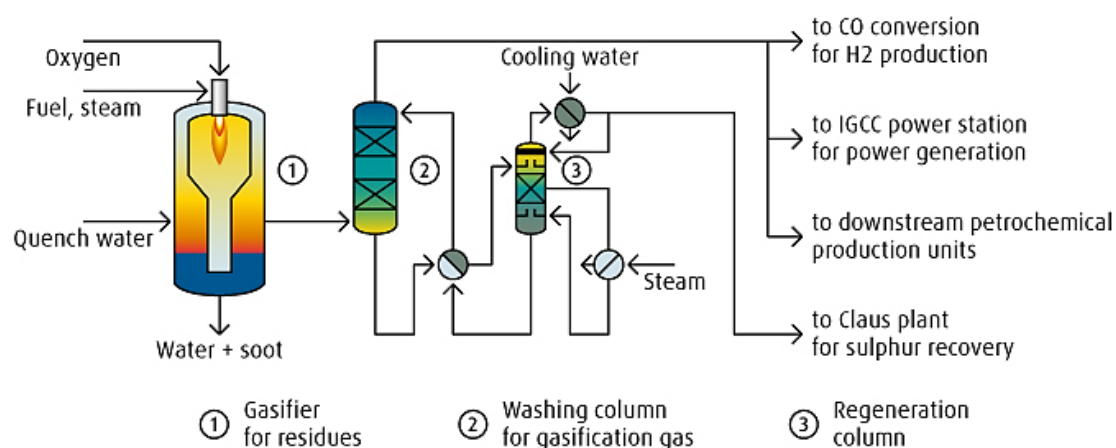 Oxygen
Fuel, steam
Quench water
Water + soot
1
2
3
Cooling water
Steam
to CO conversion
for H2 production
to IGCC power station
for power generation
to downstream petrochemical
production units
to Claus plant
for sulphur recovery
1 Gasifier
for residues
2 Washing column
for gasification gas
3 Regeneration
column